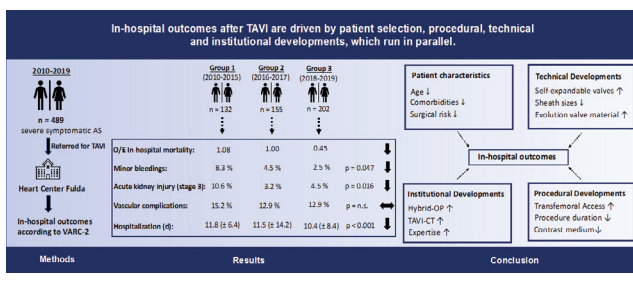 In-hospital outcomes after TAVI are driven by patient selection, procedural, technical
and institutional developments, which run in parallel.
2010-2019
n = 489
severe symptomatic AS
Referred for TAVI
Heart Center Fulda
In-hospital outcomes
according to VARC-2
Methods
Group 1 Group 2 Group 3
(2010-2015) (2016-2017) (2018-2019)
n = 132 n = 155 n = 202
O/E In-hospital mortality: 1.08 1.00 0.45
Minor bleedings: 8.3 % 4.5 % 2.5 % p = 0.047
Acute kidney injury (stage 3): 10.6 % 3.2 % 4.5 % p = 0.016
Vascular complications: 15.2 % 12.9 % 12.9 % p = n.s.
Hospitalization (d): 11.8 (± 6.4) 11.5 (± 14.2) 10.4 (± 8.4) p < 0.001
Results
Patient characteristics
Age ↓
Comorbidities ↓
Surgical risk ↓
Technical Developments
Self-expandable valves ↑
Sheath sizes ↓
Evolution valve material ↑
In-hospital outcomes
Institutional Developments
Hybrid-OP ↑
TAVI-CT ↑
Expertise ↑
Procedural Developments
Transfemoral Access ↑
Procedure duration ↓
Contrast medium↓
Conclusion